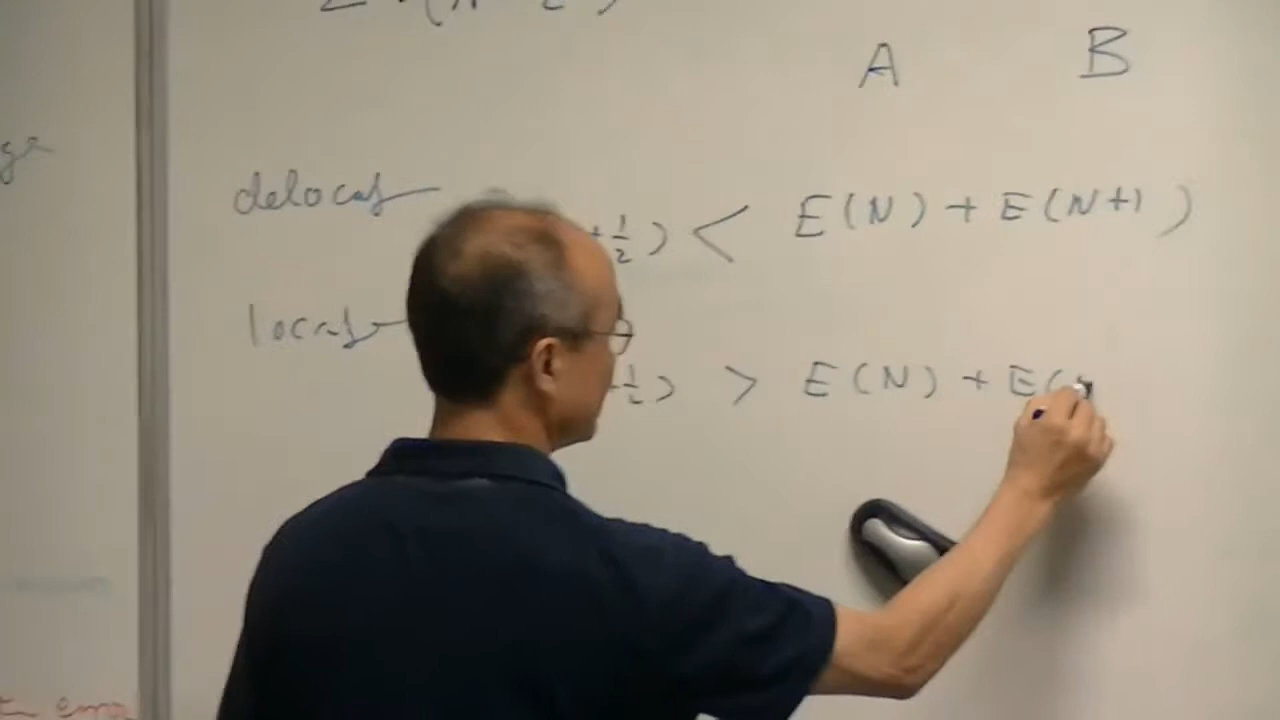 A B
delocal
+½) < E(N) + E(N+1)
local
½) > E(N) + E(